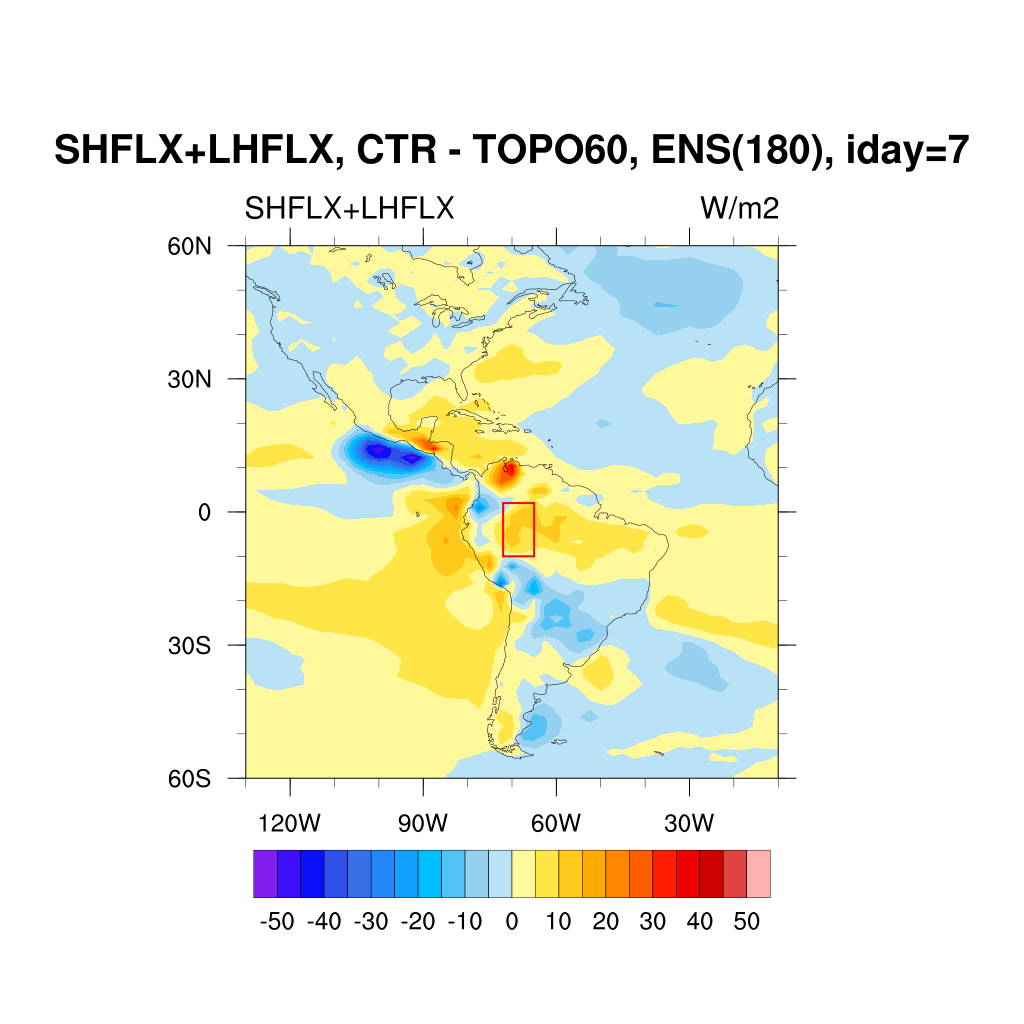 SHFLX+LHFLX, CTR - TOPO60, ENS(180), iday=7
SHFLX+LHFLX W/m2
60N
30N
0
30S
60S
120W 90W 60W 30W
-50 -40 -30 -20 -10 0 10 20 30 40 50